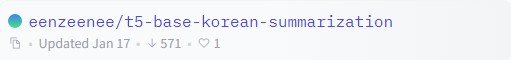 eenzeenee/t5-base-korean-summarization
• Updated Jan 17 • ↓ 571 • ♡ 1